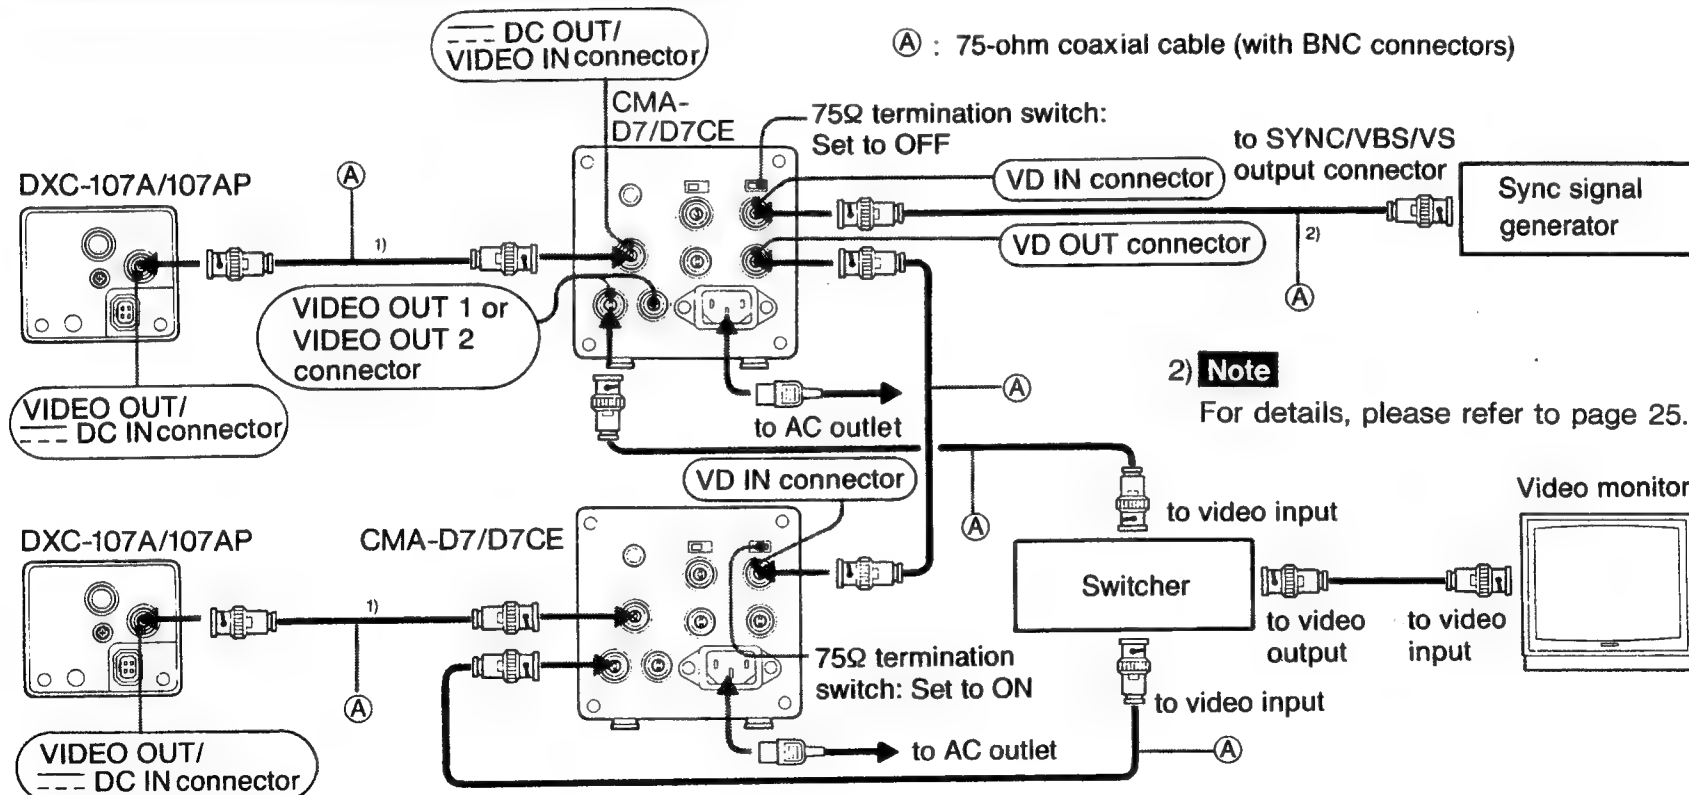 ⎓ DC OUT/
VIDEO IN connector
Ⓐ : 75-ohm coaxial cable (with BNC connectors)
CMA-
D7/D7CE
75Ω termination switch:
Set to OFF
to SYNC/VBS/VS
output connector
DXC-107A/107AP
Ⓐ
VD IN connector
Sync signal
generator
1)
2)
VD OUT connector
Ⓐ
VIDEO OUT 1 or
VIDEO OUT 2
connector
2) Note
For details, please refer to page 25.
Ⓐ
VIDEO OUT/
⎓ DC IN connector
to AC outlet
VD IN connector
Video monitor
to video input
Ⓐ
DXC-107A/107AP
CMA-D7/D7CE
Switcher
1)
to video
output
to video
input
75Ω termination
switch: Set to ON
Ⓐ
to video input
VIDEO OUT/
⎓ DC IN connector
to AC outlet
Ⓐ